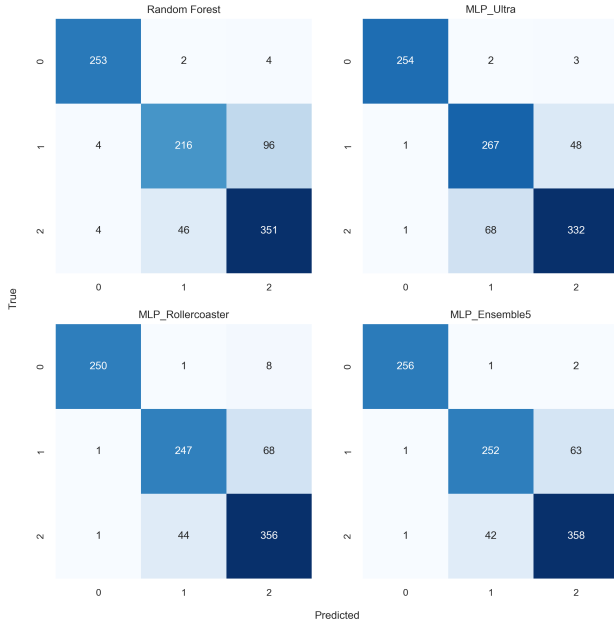 Random Forest
MLP_Ultra
0 253 2 4
0 254 2 3
1 4 216 96
1 1 267 48
2 4 46 351
2 1 68 332
0 1 2
0 1 2
True
MLP_Rollercoaster
MLP_Ensemble5
0 250 1 8
0 256 1 2
1 1 247 68
1 1 252 63
2 1 44 356
2 1 42 358
0 1 2
0 1 2
Predicted